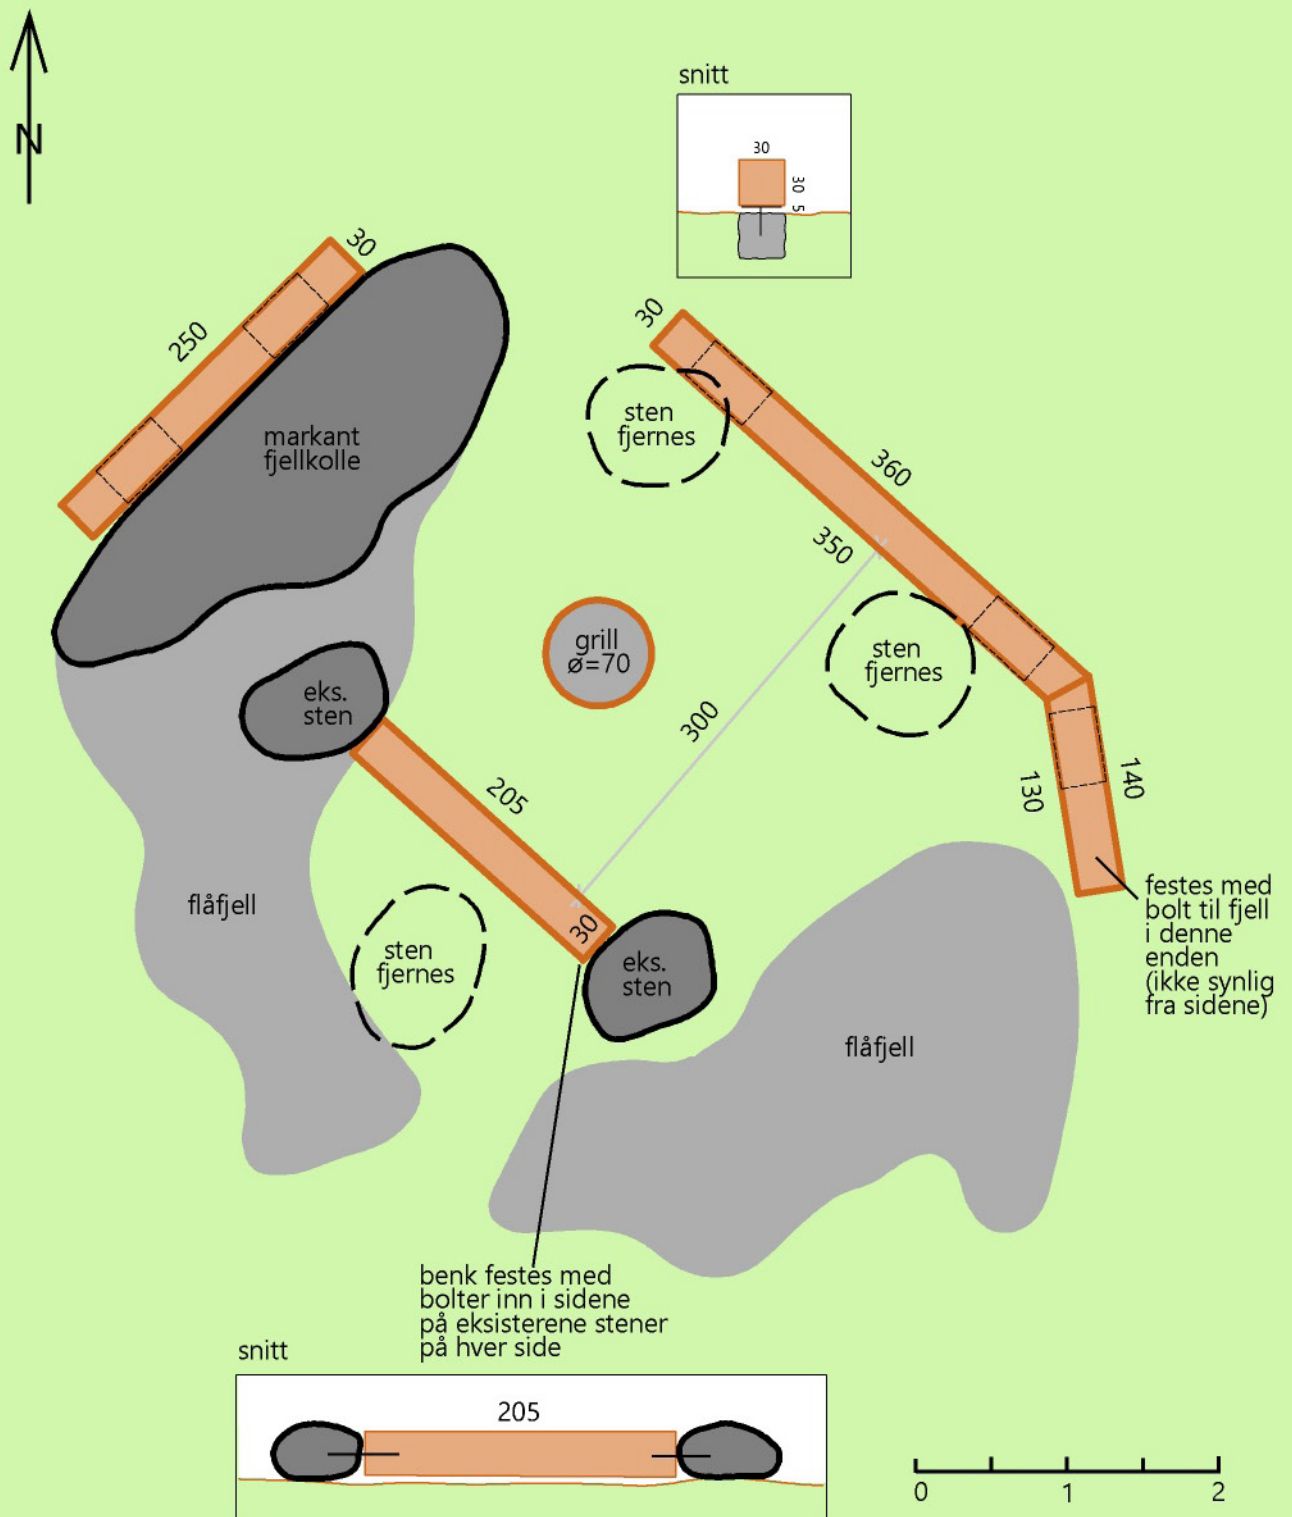 N
snitt
30
30
5
30
250
markant
fjellkolle
30
sten
fjernes
360
350
grill
ø=70
sten
fjernes
300
eks.
sten
205
130
140
flåfjell
festes med
bolt til fjell
i denne
enden
(ikke synlig
fra sidene)
sten
fjernes
30
eks.
sten
flåfjell
benk festes med
bolter inn i sidene
på eksisterene stener
på hver side
snitt
205
0 1 2